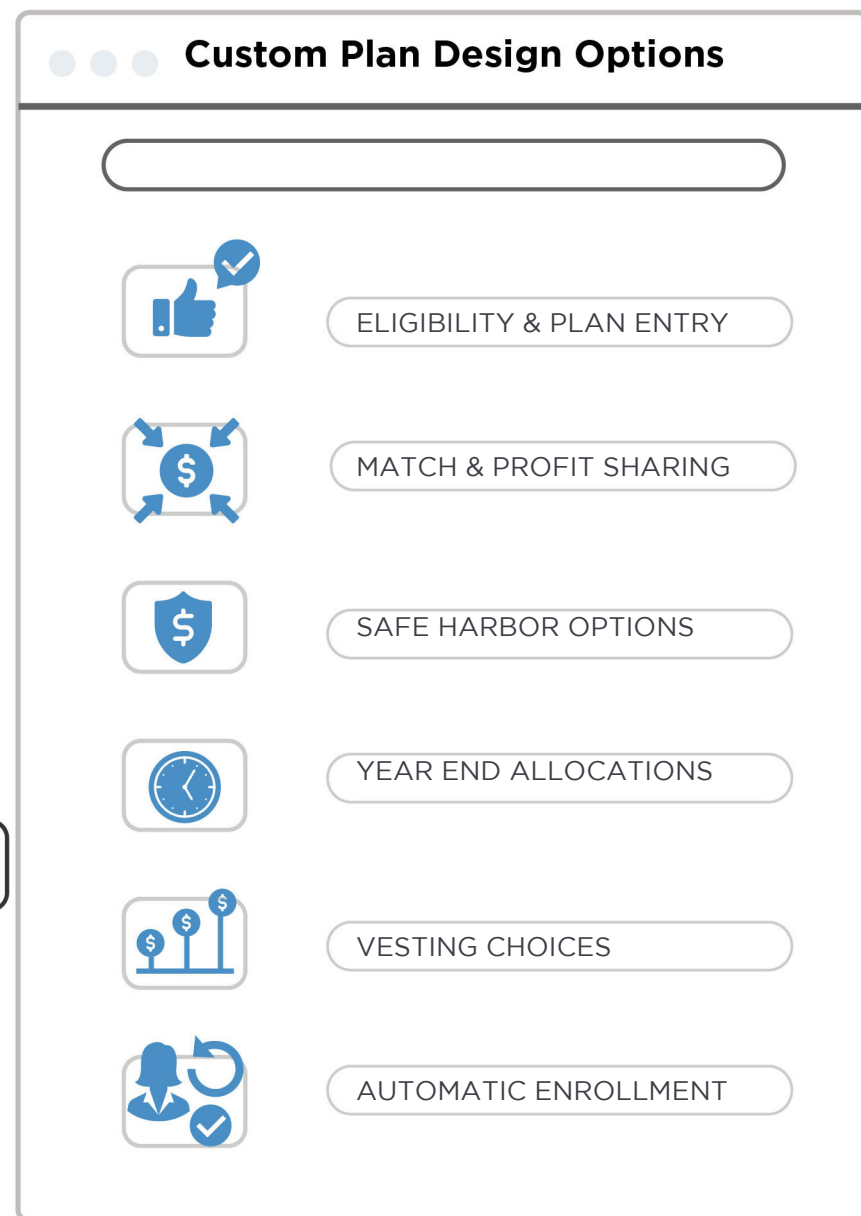 Custom Plan Design Options
ELIGIBILITY & PLAN ENTRY
MATCH & PROFIT SHARING
SAFE HARBOR OPTIONS
YEAR END ALLOCATIONS
VESTING CHOICES
AUTOMATIC ENROLLMENT